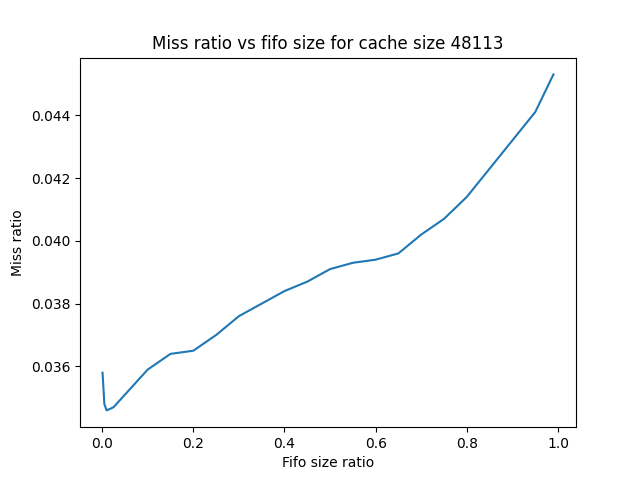 Miss ratio vs fifo size for cache size 48113
0.044
0.042
0.040
0.038
0.036
Miss ratio
0.0 0.2 0.4 0.6 0.8 1.0
Fifo size ratio